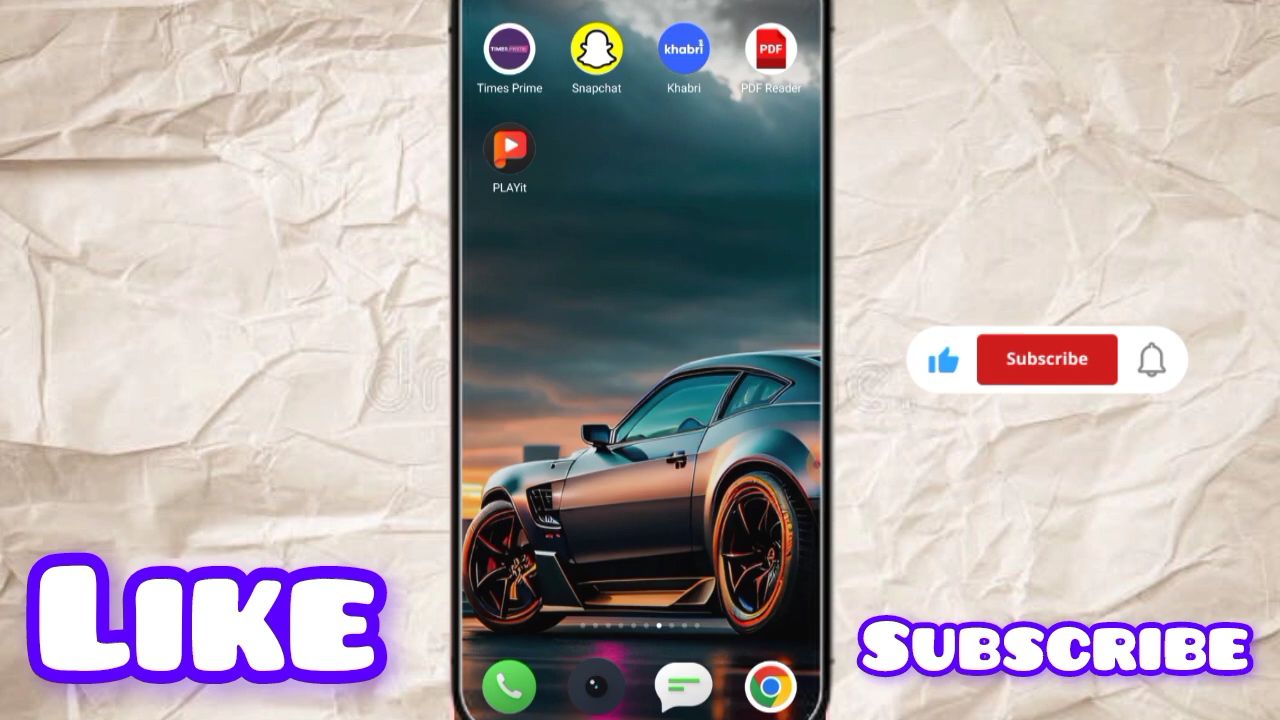 TIMES PRIME
khabri
PDF
Times Prime
Snapchat
Khabri
PDF Reader
PLAYit
Subscribe
LIKE
SUBSCRIBE